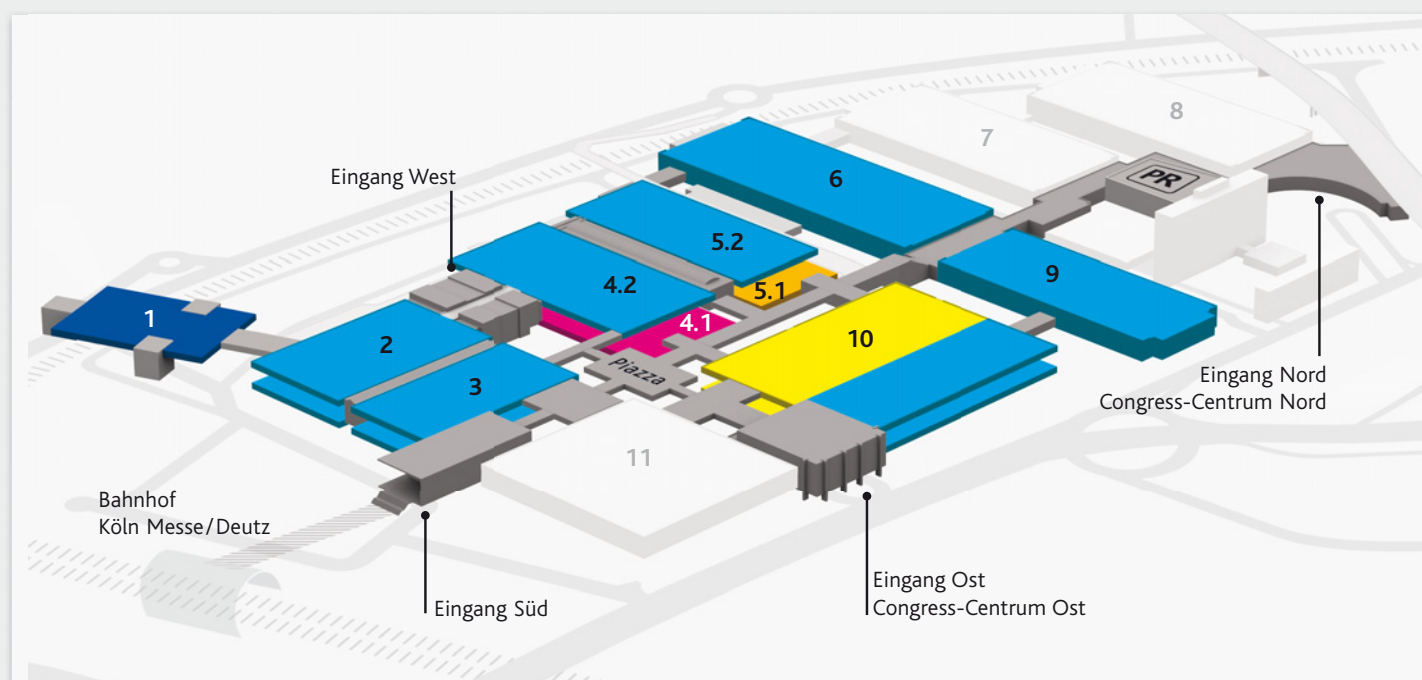 8
7
PR
6
Eingang West
5.2
9
4.2
5.1
1
4.1
10
2
Piazza
3
Eingang Nord
Congress-Centrum Nord
11
Bahnhof
Köln Messe/Deutz
Eingang Süd
Eingang Ost
Congress-Centrum Ost